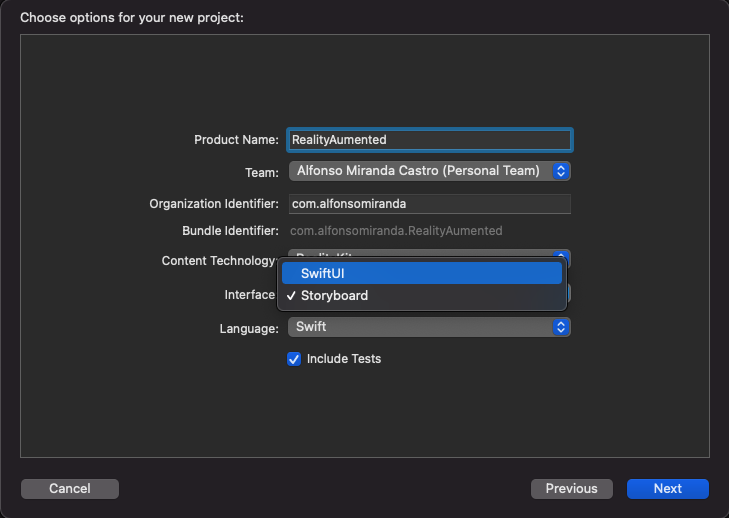 Choose options for your new project:
Product Name: RealityAumented
Team: Alfonso Miranda Castro (Personal Team)
Organization Identifier: com.alfonsomiranda
Bundle Identifier: com.alfonsomiranda.RealityAumented
Content Technology:
SwiftUI
Interface ✓ Storyboard
Language: Swift
Include Tests
Cancel Previous Next